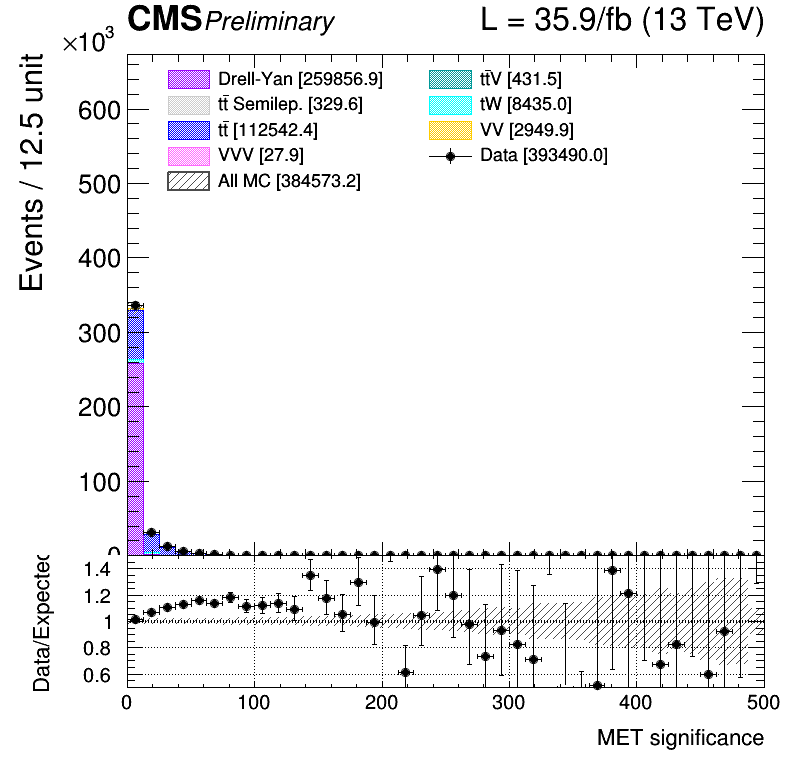 CMS Preliminary L = 35.9/fb (13 TeV)
×10³
Events / 12.5 unit
Drell-Yan [259856.9]
tt̄ Semilep. [329.6]
tt̄ [112542.4]
VVV [27.9]
All MC [384573.2]
tt̄V [431.5]
tW [8435.0]
VV [2949.9]
Data [393490.0]
600
500
400
300
200
100
0
Data/Expected
1.4
1.2
1
0.8
0.6
0 100 200 300 400 500
MET significance